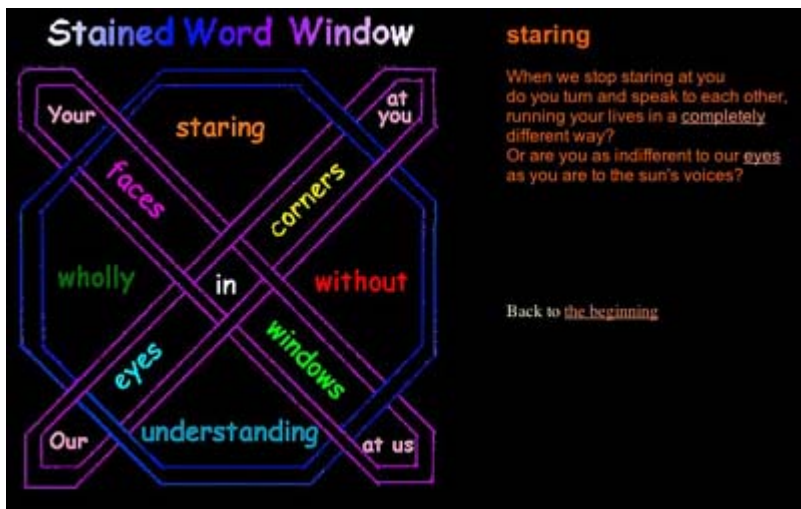 Stained Word Window
Your
at
you
staring
faces
corners
wholly
in
without
eyes
windows
Our
understanding
at us
staring
When we stop staring at you
do you turn and speak to each other,
running your lives in a completely
different way?
Or are you as indifferent to our eyes
as you are to the sun's voices?
Back to the beginning